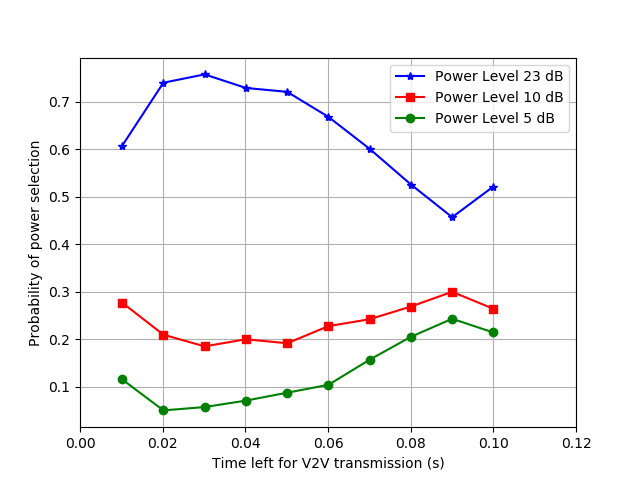 Power Level 23 dB
Power Level 10 dB
Power Level 5 dB
Probability of power selection
0.7
0.6
0.5
0.4
0.3
0.2
0.1
0.00 0.02 0.04 0.06 0.08 0.10 0.12
Time left for V2V transmission (s)